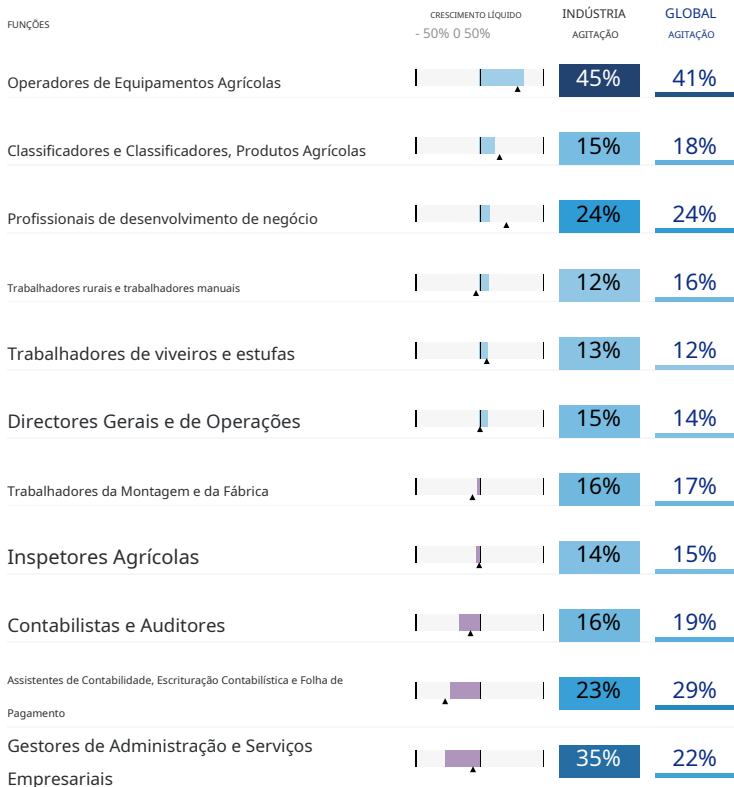 FUNÇÕES
CRESCIMENTO LÍQUIDO
- 50% 0 50%
INDÚSTRIA
AGITAÇÃO
GLOBAL
AGITAÇÃO
Operadores de Equipamentos Agrícolas 45% 41%
Classificadores e Classificadores, Produtos Agrícolas 15% 18%
Profissionais de desenvolvimento de negócio 24% 24%
Trabalhadores rurais e trabalhadores manuais 12% 16%
Trabalhadores de viveiros e estufas 13% 12%
Directores Gerais e de Operações 15% 14%
Trabalhadores da Montagem e da Fábrica 16% 17%
Inspetores Agrícolas 14% 15%
Contabilistas e Auditores 16% 19%
Assistentes de Contabilidade, Escrituração Contabilística e Folha de
Pagamento
23% 29%
Gestores de Administração e Serviços
Empresariais
35% 22%